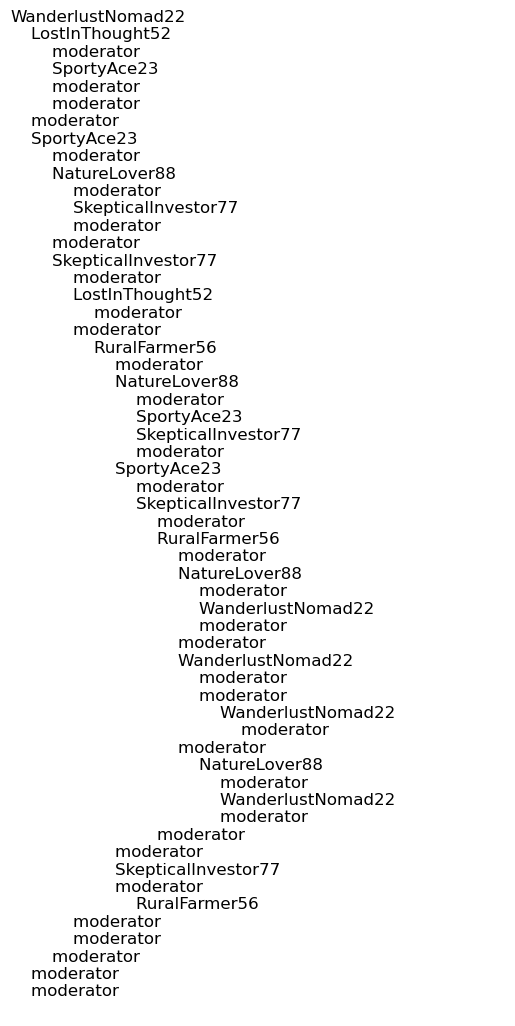 WanderlustNomad22
    LostInThought52
        moderator
        SportyAce23
        moderator
        moderator
    moderator
    SportyAce23
        moderator
        NatureLover88
            moderator
            SkepticalInvestor77
            moderator
        moderator
        SkepticalInvestor77
            moderator
            LostInThought52
                moderator
            moderator
                RuralFarmer56
                    moderator
                    NatureLover88
                        moderator
                        SportyAce23
                        SkepticalInvestor77
                        moderator
                    SportyAce23
                        moderator
                        SkepticalInvestor77
                            moderator
                            RuralFarmer56
                                moderator
                                NatureLover88
                                    moderator
                                    WanderlustNomad22
                                    moderator
                                moderator
                                WanderlustNomad22
                                    moderator
                                    moderator
                                        WanderlustNomad22
                                            moderator
                                moderator
                                    NatureLover88
                                        moderator
                                        WanderlustNomad22
                                        moderator
                            moderator
                    moderator
                    SkepticalInvestor77
                    moderator
                        RuralFarmer56
            moderator
            moderator
        moderator
    moderator
    moderator